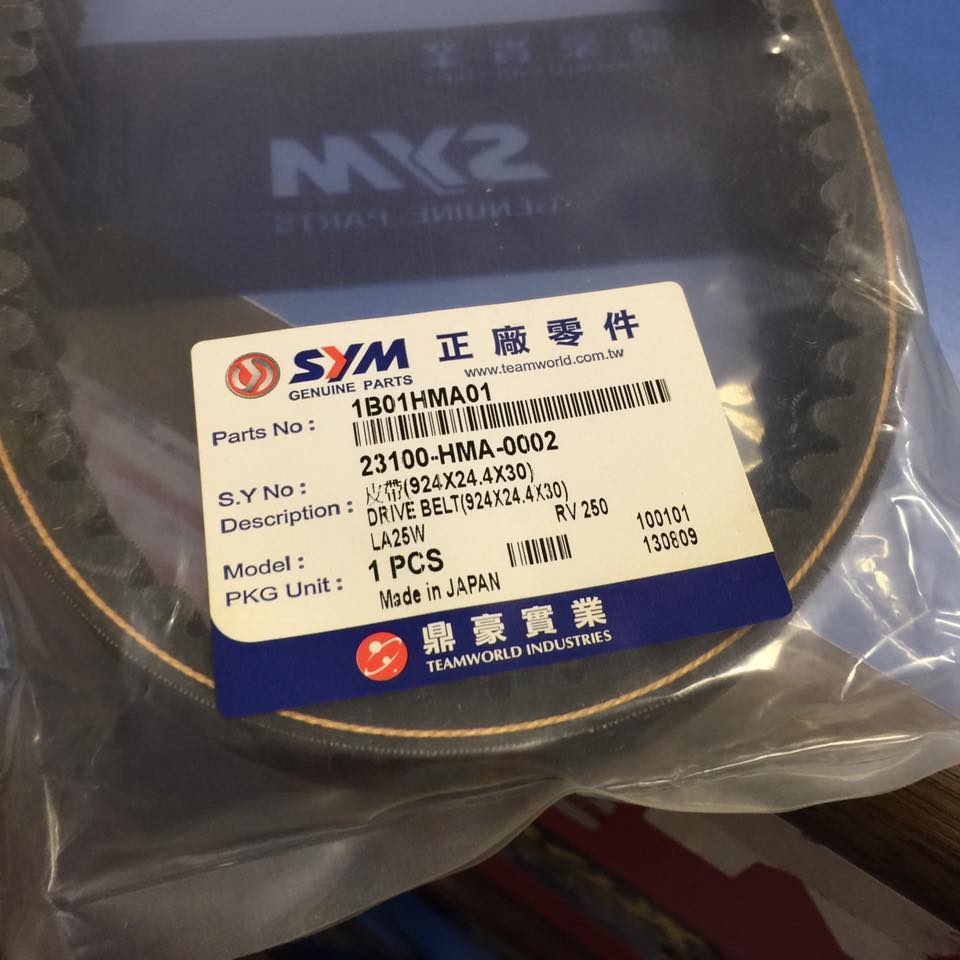 SYM
GENUINE PARTS
SYM 正廠零件
GENUINE PARTS www.teamworld.com.tw
Parts No : 1B01HMA01
S.Y No : 23100-HMA-0002
Description : 皮帶(924X24.4X30)
DRIVE BELT(924X24.4X30)
Model : LA25W RV 250 100101
PKG Unit : 1 PCS 130809
Made in JAPAN
鼎豪實業
TEAMWORLD INDUSTRIES